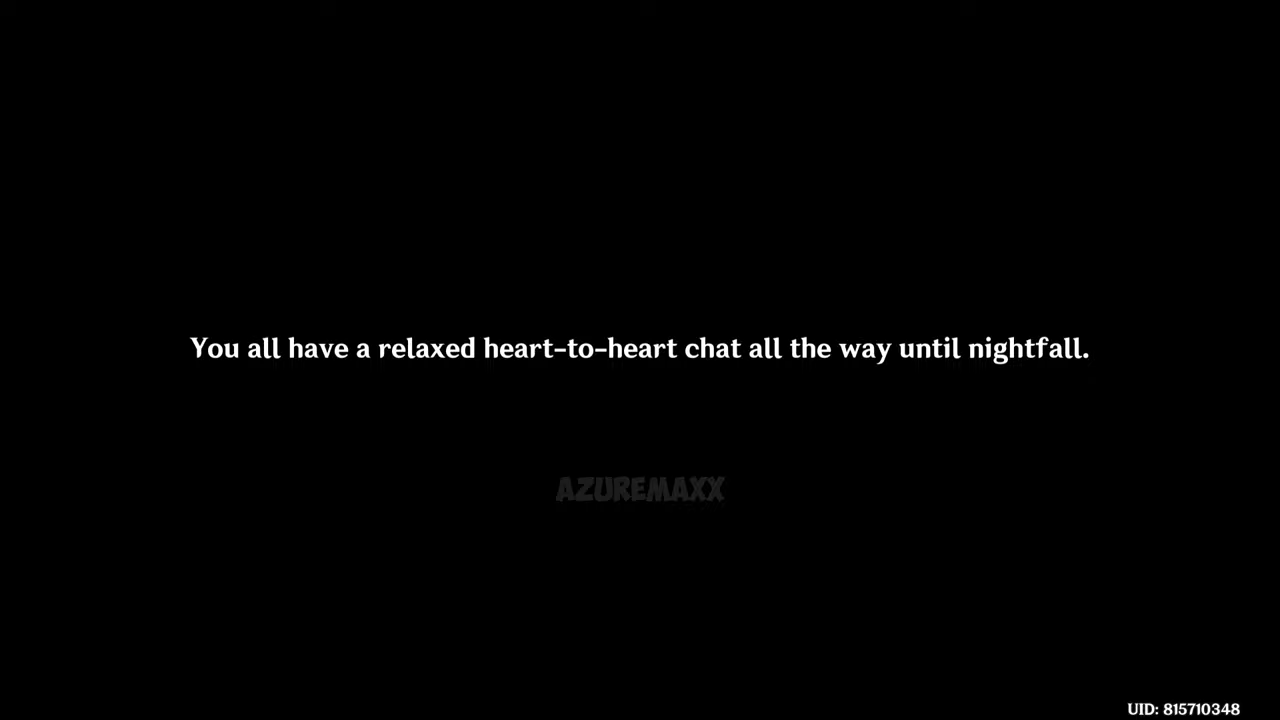 You all have a relaxed heart-to-heart chat all the way until nightfall.
AZUREMAXX
UID: 815710348